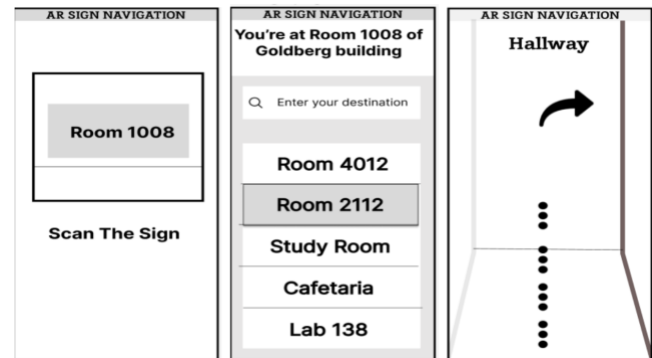 AR SIGN NAVIGATION
Room 1008
Scan The Sign
AR SIGN NAVIGATION
You're at Room 1008 of
Goldberg building
Enter your destination
Room 4012
Room 2112
Study Room
Cafetaria
Lab 138
AR SIGN NAVIGATION
Hallway